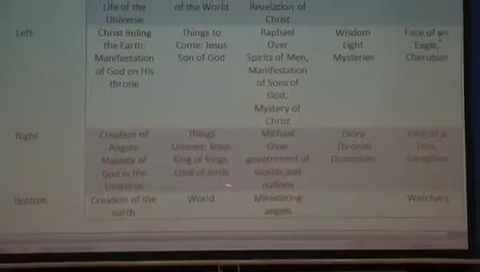 Life of the Universe
of the World
Revelation of Christ
Left
Christ Ruling
the Earth:
Manifestation
of God on His
throne
Things to
Come: Jesus
Son of God
Raphael
Over
Spirits of Men,
Manifestation
of Sons of
God,
Mystery of
Christ
Wisdom
Light
Mysteries
Face of an
Eagle,
Cherubim
Right
Creation of
Angels
Majesty of
God in the
Universe
Things
Unseen: Jesus
King of kings,
Lord of lords
Michael
Over
government of
worlds and
nations
Glory
Thrones
Dominions
Face of a
Lion,
Seraphim
Bottom
Creation of the
earth
World
Ministering
angels
Watchers